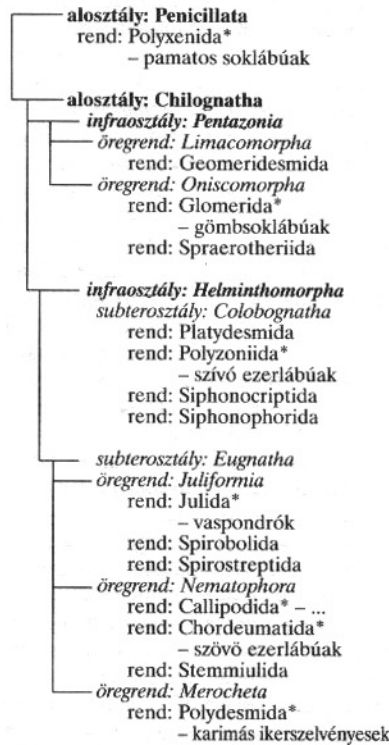 alosztály: Penicillata
rend: Polyxenida*
– pamatos soklábúak
alosztály: Chilognatha
infraosztály: Pentazonia
öregrend: Limacomorpha
rend: Geomeridesmida
öregrend: Oniscomorpha
rend: Glomerida*
– gömbsoklábúak
rend: Spraerotheriida
infraosztály: Helminthomorpha
subterosztály: Colobognatha
rend: Platydesmida
rend: Polyzoniida*
– szívó ezerlábúak
rend: Siphonocriptida
rend: Siphonophorida
subterosztály: Eugnatha
öregrend: Juliformia
rend: Julida*
– vaspondrók
rend: Spirobolida
rend: Spirostreptida
öregrend: Nematophora
rend: Callipodida* – ...
rend: Chordeumatida*
– szövö ezerlábúak
rend: Stemmiulida
öregrend: Merocheta
rend: Polydesmida*
– karimás ikerszelvényesek